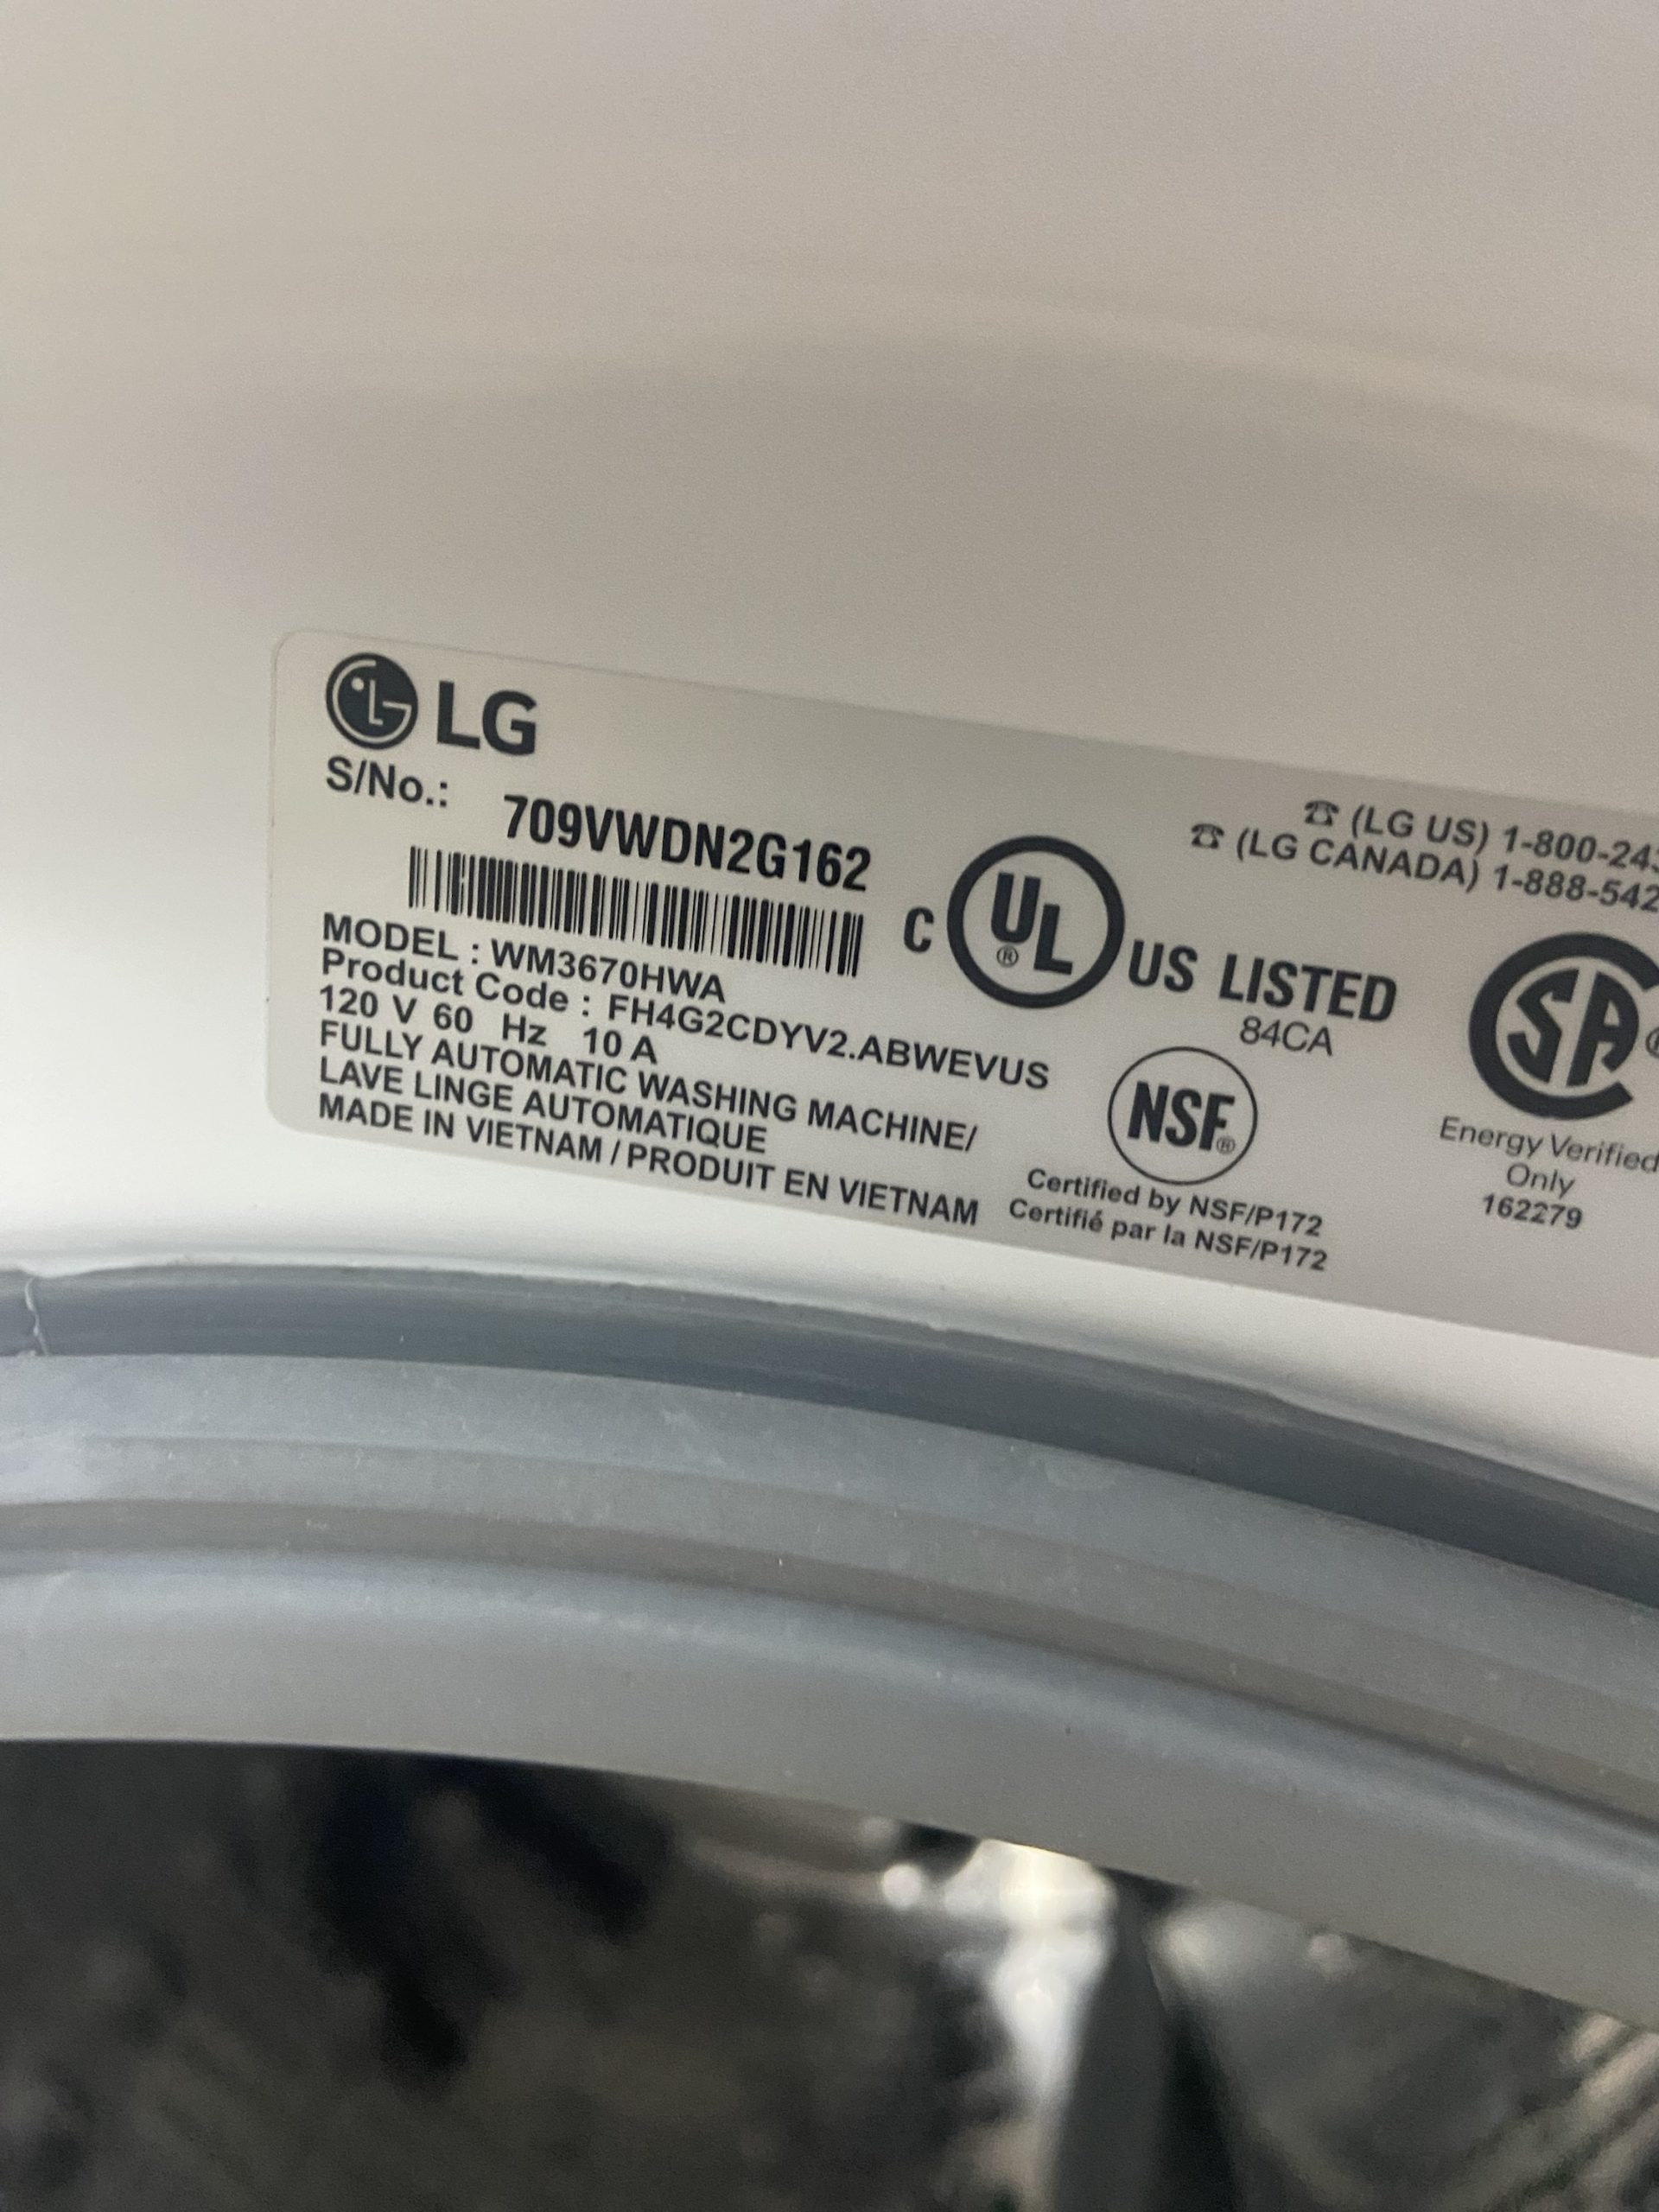 LG
S/No.: 709VWDN2G162
MODEL : WM3670HWA
Product Code : FH4G2CDYV2.ABWEVUS
120 V 60 Hz 10 A
FULLY AUTOMATIC WASHING MACHINE/
LAVE LINGE AUTOMATIQUE
MADE IN VIETNAM / PRODUIT EN VIETNAM
☎ (LG US) 1-800-243
☎ (LG CANADA) 1-888-542
C UL ® US LISTED
84CA
NSF®
Certified by NSF/P172
Certifié par la NSF/P172
SA
Energy Verified
Only
162279